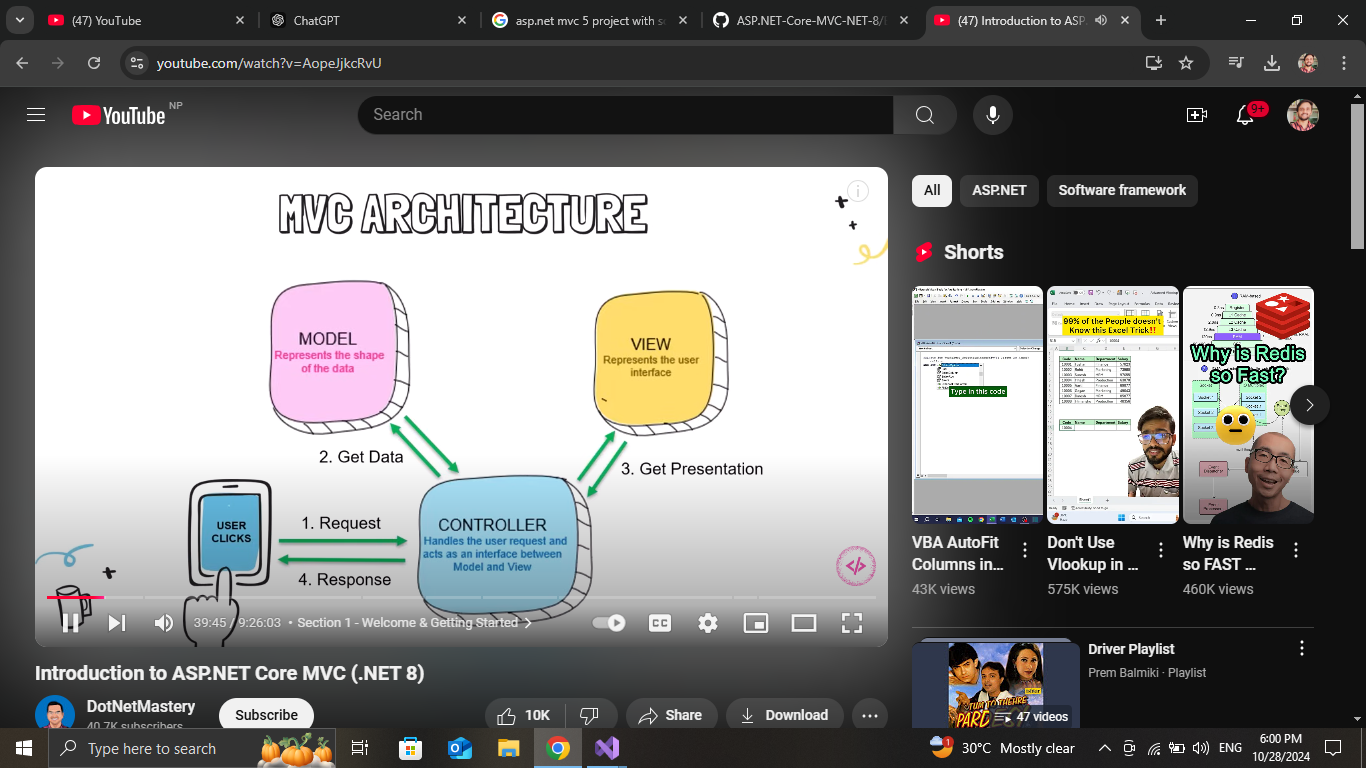 (47) YouTube
ChatGPT
asp.net mvc 5 project with so
ASP.NET-Core-MVC-NET-8/B
(47) Introduction to ASP.
youtube.com/watch?v=AopeJjkcRvU
YouTube NP
Search
9+
MVC ARCHITECTURE
MODEL
Represents the shape
of the data
VIEW
Represents the user
interface
2. Get Data
3. Get Presentation
USER
CLICKS
1. Request
4. Response
CONTROLLER
Handles the user request and
acts as an interface between
Model and View
39:45 / 9:26:03 • Section 1 - Welcome & Getting Started
CC
Introduction to ASP.NET Core MVC (.NET 8)
DotNetMastery
40.7K subscribers
Subscribe
10K
Share
Download
All
ASP.NET
Software framework
Shorts
Type in this code
99% of the People doesn't
Know this Excel Trick!!
Why is Redis
so Fast?
VBA AutoFit
Columns in...
43K views
Don't Use
Vlookup in ...
575K views
Why is Redis
so FAST ...
460K views
47 videos
Driver Playlist
Prem Balmiki · Playlist
Type here to search
1
30°C Mostly clear
ENG
6:00 PM
10/28/2024